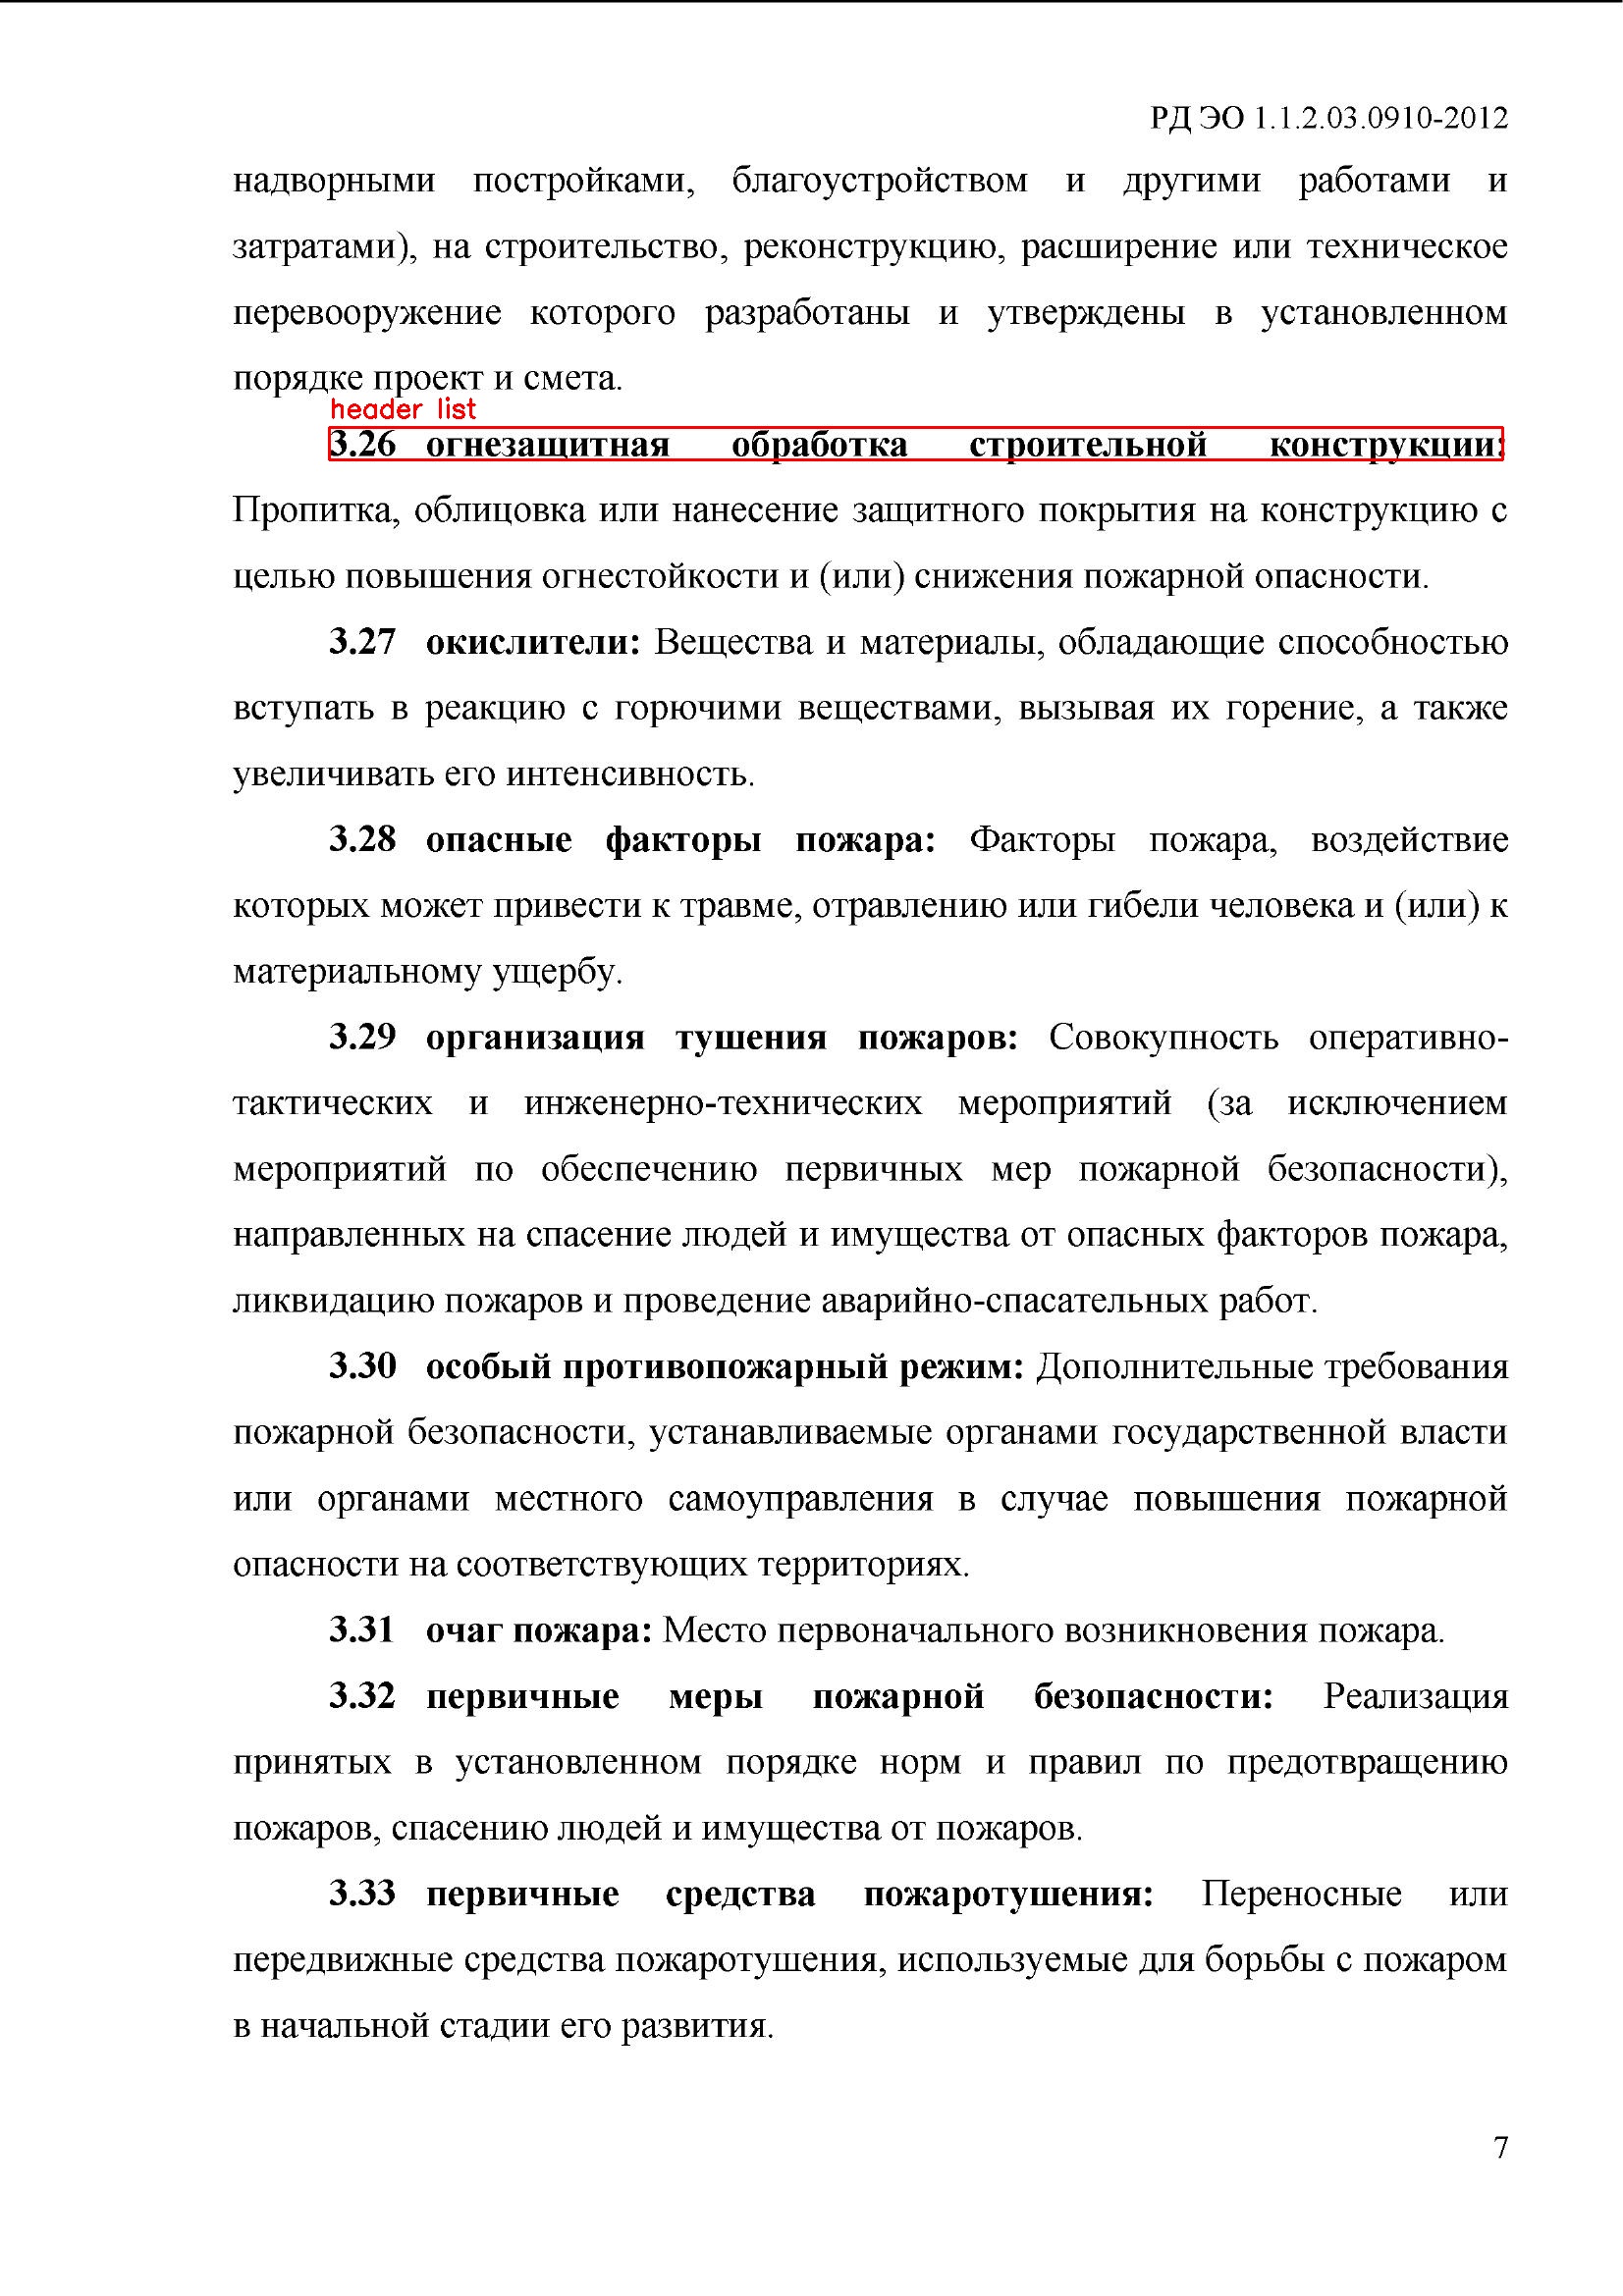 РД ЭО 1.1.2.03.0910-2012
надворными постройками, благоустройством и другими работами и
затратами), на строительство, реконструкцию, расширение или техническое
перевооружение которого разработаны и утверждены в установленном
порядке проект и смета.
header list
3.26 огнезащитная обработка строительной конструкции:
Пропитка, облицовка или нанесение защитного покрытия на конструкцию с
целью повышения огнестойкости и (или) снижения пожарной опасности.
3.27 окислители: Вещества и материалы, обладающие способностью
вступать в реакцию с горючими веществами, вызывая их горение, а также
увеличивать его интенсивность.
3.28 опасные факторы пожара: Факторы пожара, воздействие
которых может привести к травме, отравлению или гибели человека и (или) к
материальному ущербу.
3.29 организация тушения пожаров: Совокупность оперативно-
тактических и инженерно-технических мероприятий (за исключением
мероприятий по обеспечению первичных мер пожарной безопасности),
направленных на спасение людей и имущества от опасных факторов пожара,
ликвидацию пожаров и проведение аварийно-спасательных работ.
3.30 особый противопожарный режим: Дополнительные требования
пожарной безопасности, устанавливаемые органами государственной власти
или органами местного самоуправления в случае повышения пожарной
опасности на соответствующих территориях.
3.31 очаг пожара: Место первоначального возникновения пожара.
3.32 первичные меры пожарной безопасности: Реализация
принятых в установленном порядке норм и правил по предотвращению
пожаров, спасению людей и имущества от пожаров.
3.33 первичные средства пожаротушения: Переносные или
передвижные средства пожаротушения, используемые для борьбы с пожаром
в начальной стадии его развития.
7